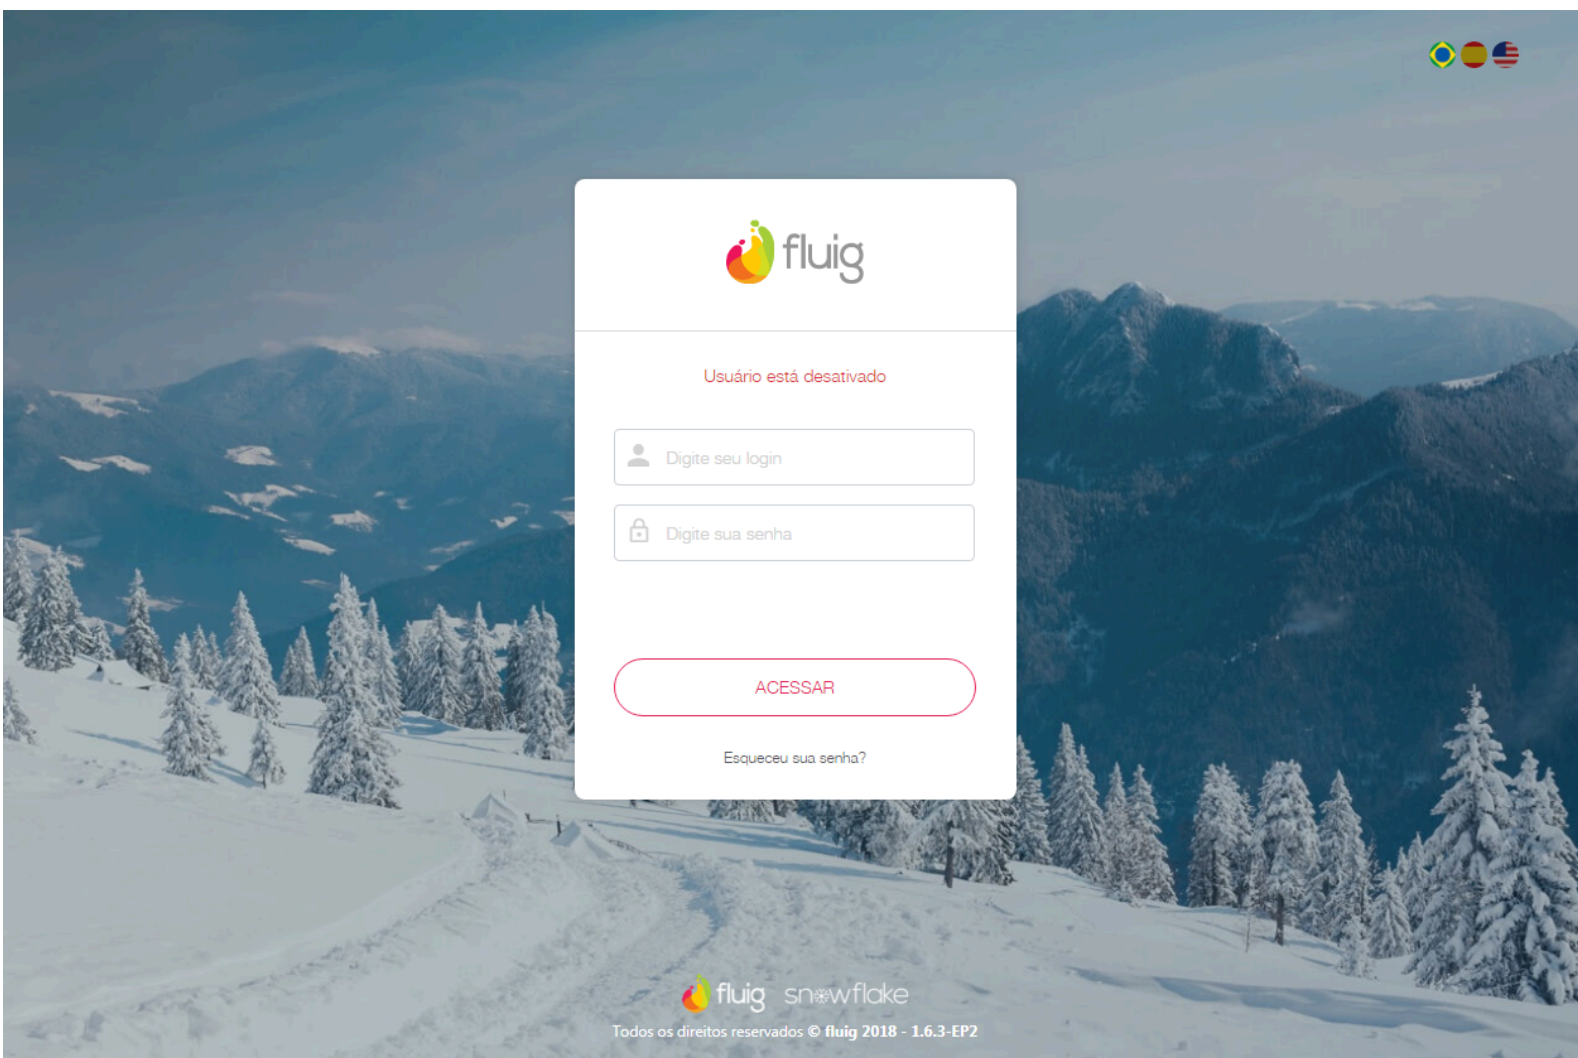 fluig
Usuário está desativado
Digite seu login
Digite sua senha
ACESSAR
Esqueceu sua senha?
fluig snowflake
Todos os direitos reservados © fluig 2018 - 1.6.3-EP2